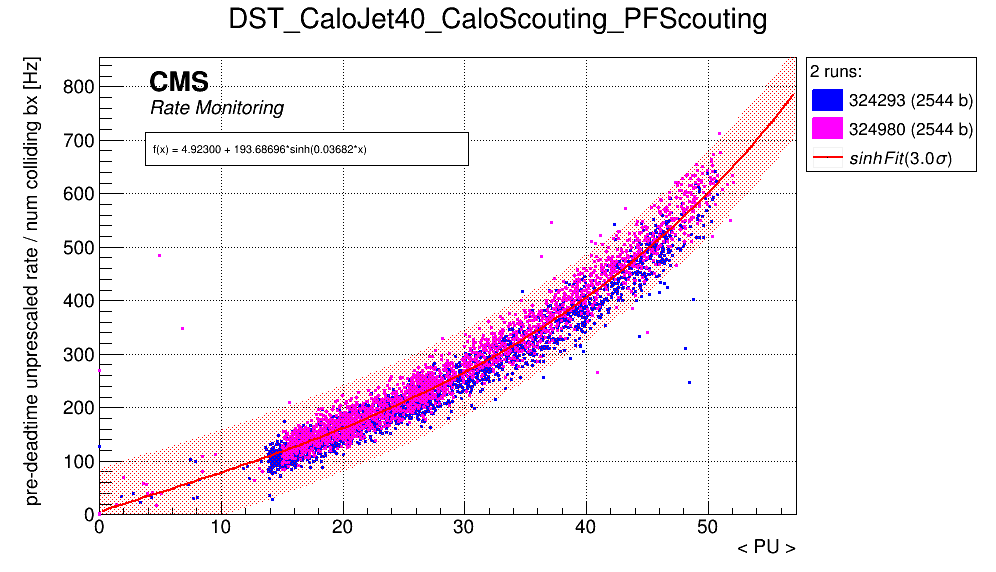 DST_CaloJet40_CaloScouting_PFScouting
pre-deadtime unprescaled rate / num colliding bx [Hz]
800
700
600
500
400
300
200
100
0
CMS
Rate Monitoring
f(x) = 4.92300 + 193.68696*sinh(0.03682*x)
2 runs:
324293 (2544 b)
324980 (2544 b)
sinhFit(3.0σ)
0 10 20 30 40 50
< PU >